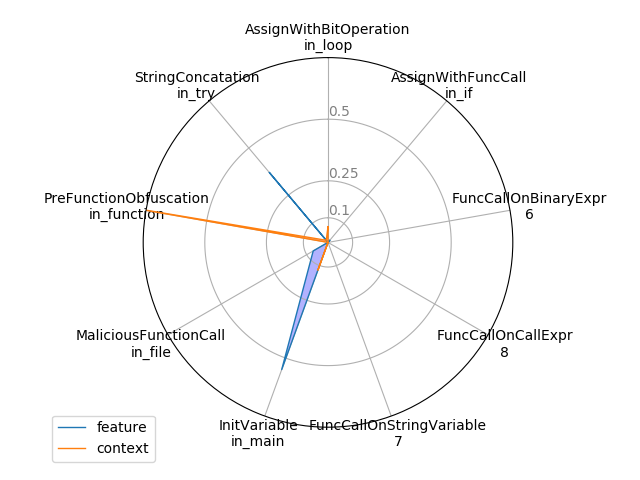 AssignWithBitOperation
in_loop
StringConcatation
in_try
AssignWithFuncCall
in_if
0.5
0.25
0.1
PreFunctionObfuscation
in_function
FuncCallOnBinaryExpr
6
MaliciousFunctionCall
in_file
FuncCallOnCallExpr
8
InitVariable
in_main
FuncCallOnStringVariable
7
feature
context